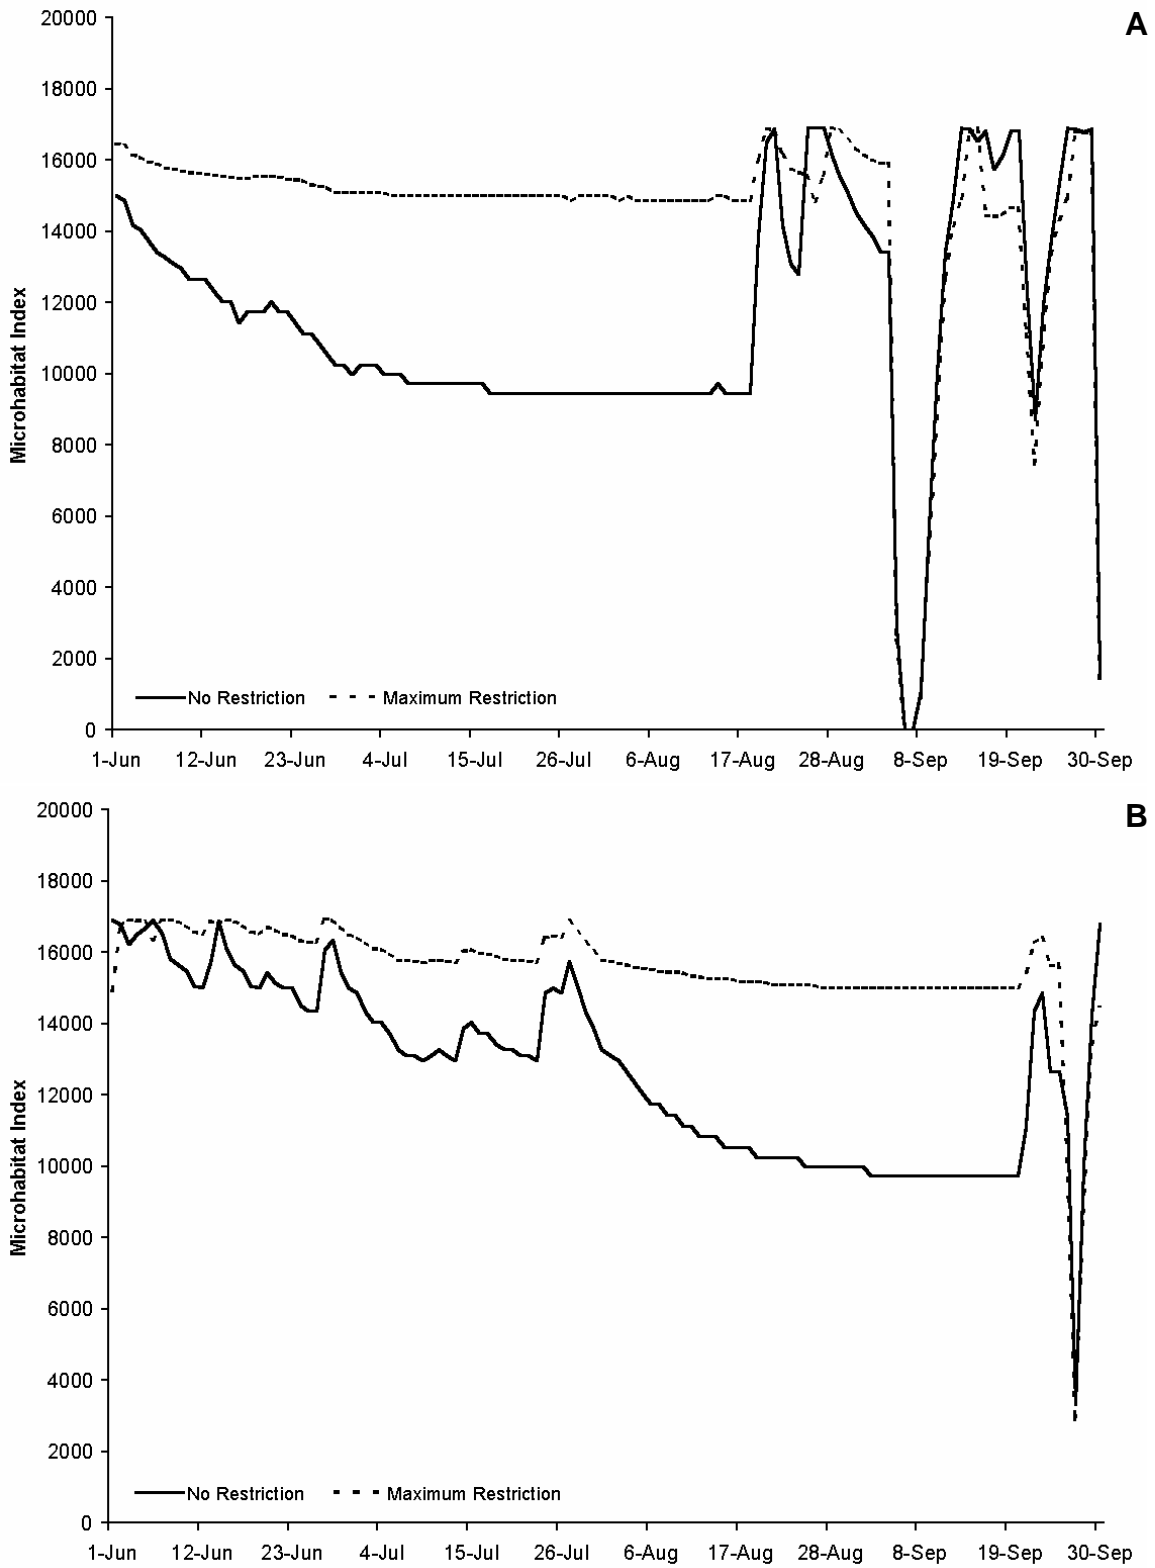 A
20000
18000
16000
14000
12000
10000
8000
6000
4000
2000
0
Microhabitat Index
No Restriction Maximum Restriction
1-Jun 12-Jun 23-Jun 4-Jul 15-Jul 26-Jul 6-Aug 17-Aug 28-Aug 8-Sep 19-Sep 30-Sep
B
20000
18000
16000
14000
12000
10000
8000
6000
4000
2000
0
Microhabitat Index
No Restriction Maximum Restriction
1-Jun 12-Jun 23-Jun 4-Jul 15-Jul 26-Jul 6-Aug 17-Aug 28-Aug 8-Sep 19-Sep 30-Sep